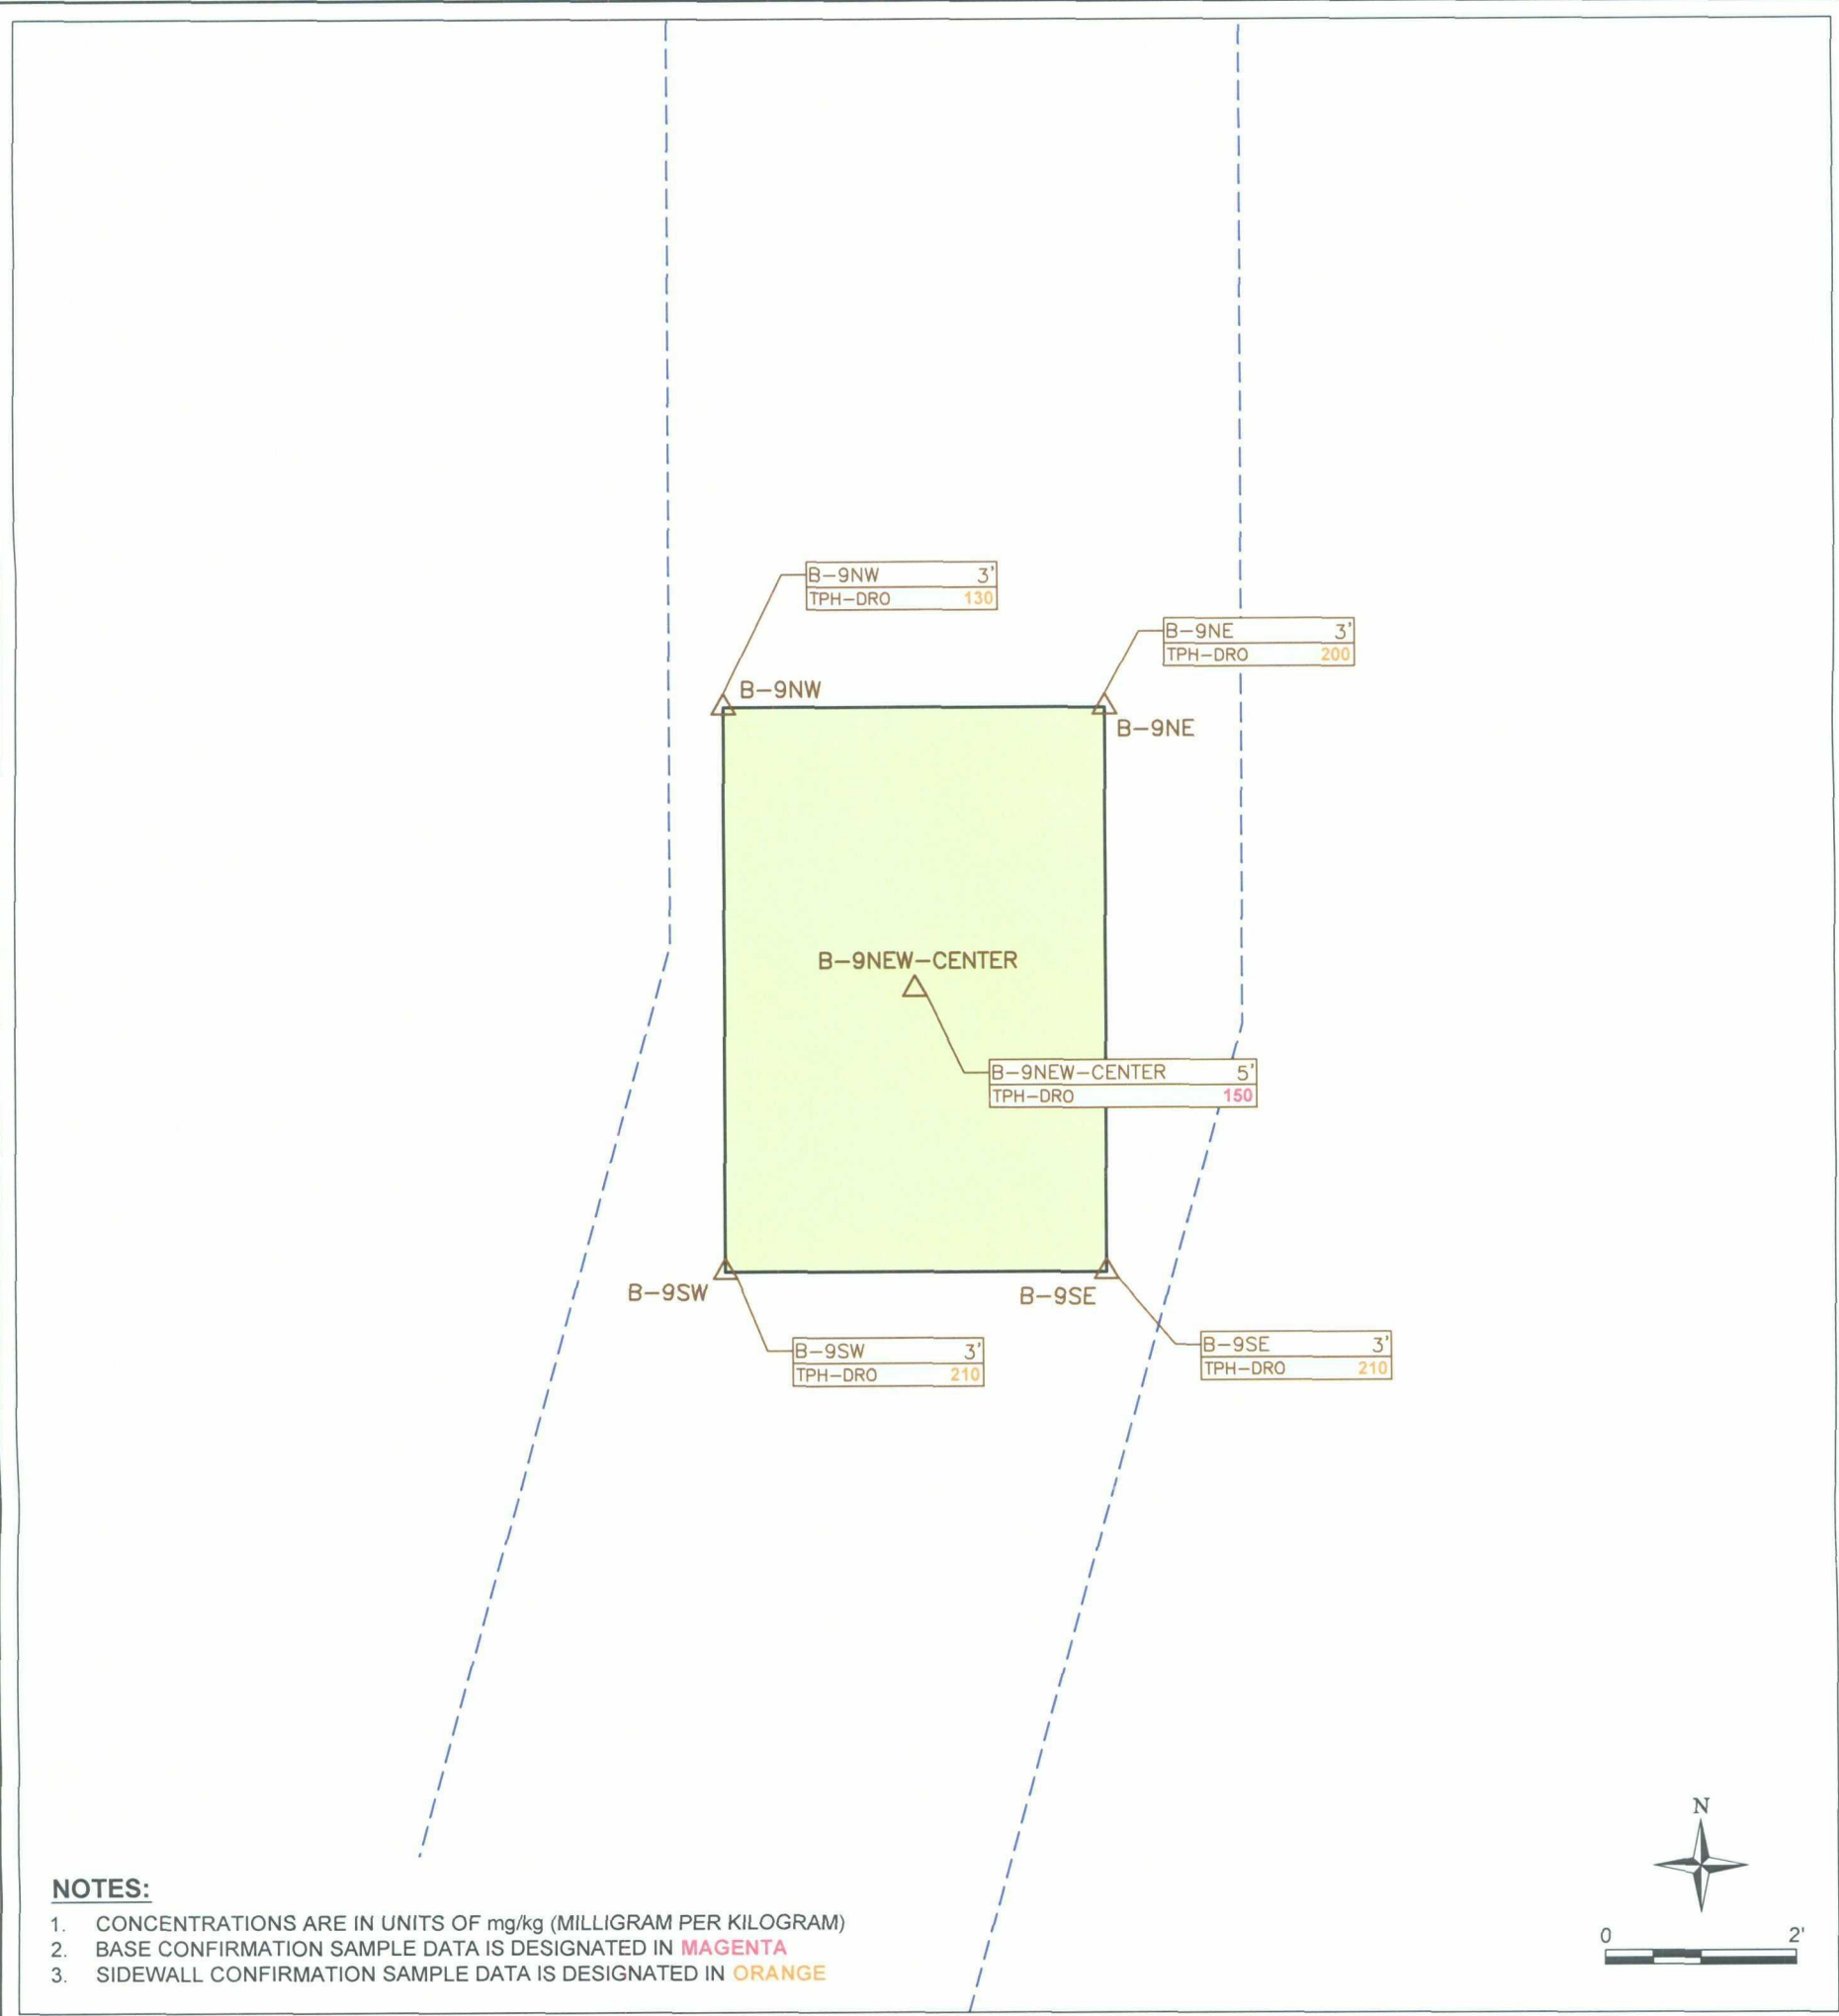 B-9NW 3'
TPH-DRO 130
B-9NE 3'
TPH-DRO 200
B-9NW
B-9NE
B-9NEW-CENTER
B-9NEW-CENTER 5'
TPH-DRO 150
B-9SW
B-9SE
B-9SW 3'
TPH-DRO 210
B-9SE 3'
TPH-DRO 210
N
0 2'
NOTES:
1. CONCENTRATIONS ARE IN UNITS OF mg/kg (MILLIGRAM PER KILOGRAM)
2. BASE CONFIRMATION SAMPLE DATA IS DESIGNATED IN MAGENTA
3. SIDEWALL CONFIRMATION SAMPLE DATA IS DESIGNATED IN ORANGE